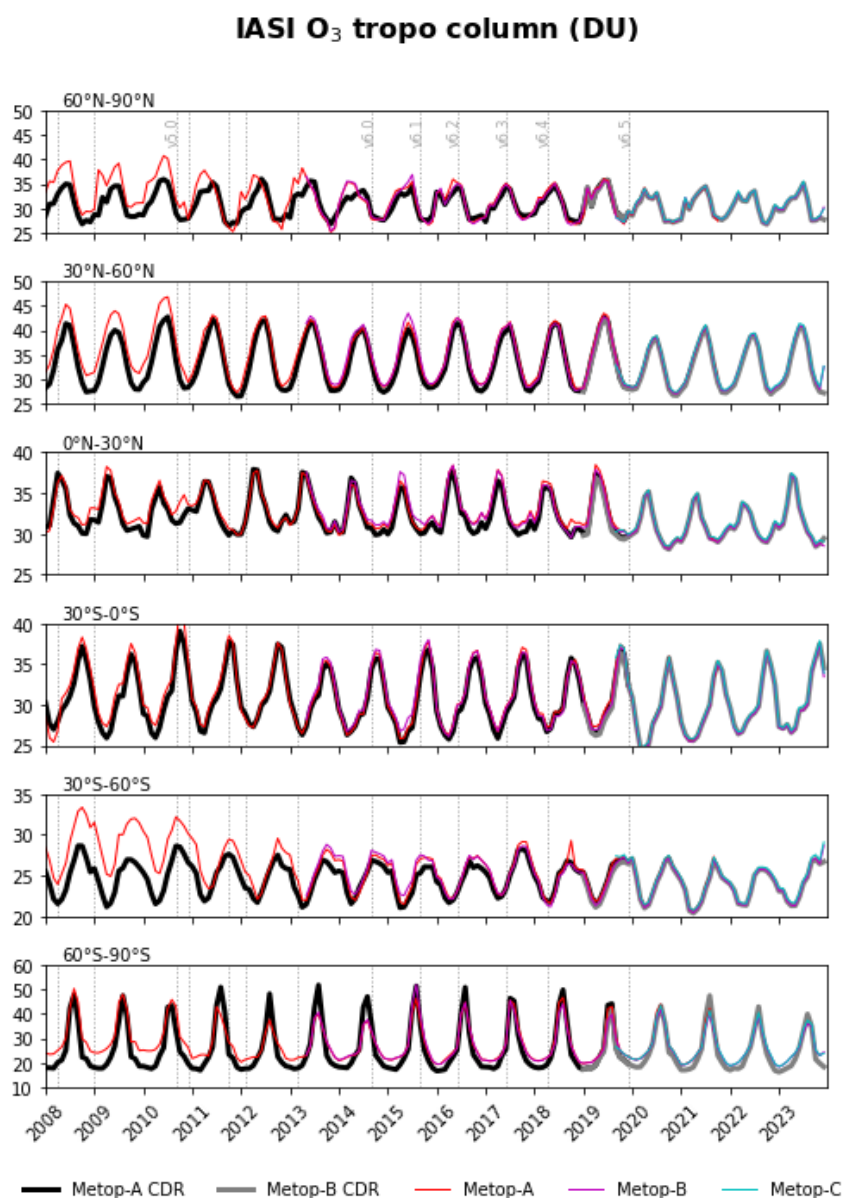 IASI O₃ tropo column (DU)
60°N-90°N
50
45
40
35
30
25
v5.0
v6.0
v6.1
v6.2
v6.3
v6.4
v6.5
30°N-60°N
50
45
40
35
30
25
0°N-30°N
40
35
30
25
30°S-0°S
40
35
30
25
30°S-60°S
35
30
25
20
60°S-90°S
60
50
40
30
20
10
2008 2009 2010 2011 2012 2013 2014 2015 2016 2017 2018 2019 2020 2021 2022 2023
Metop-A CDR Metop-B CDR Metop-A Metop-B Metop-C